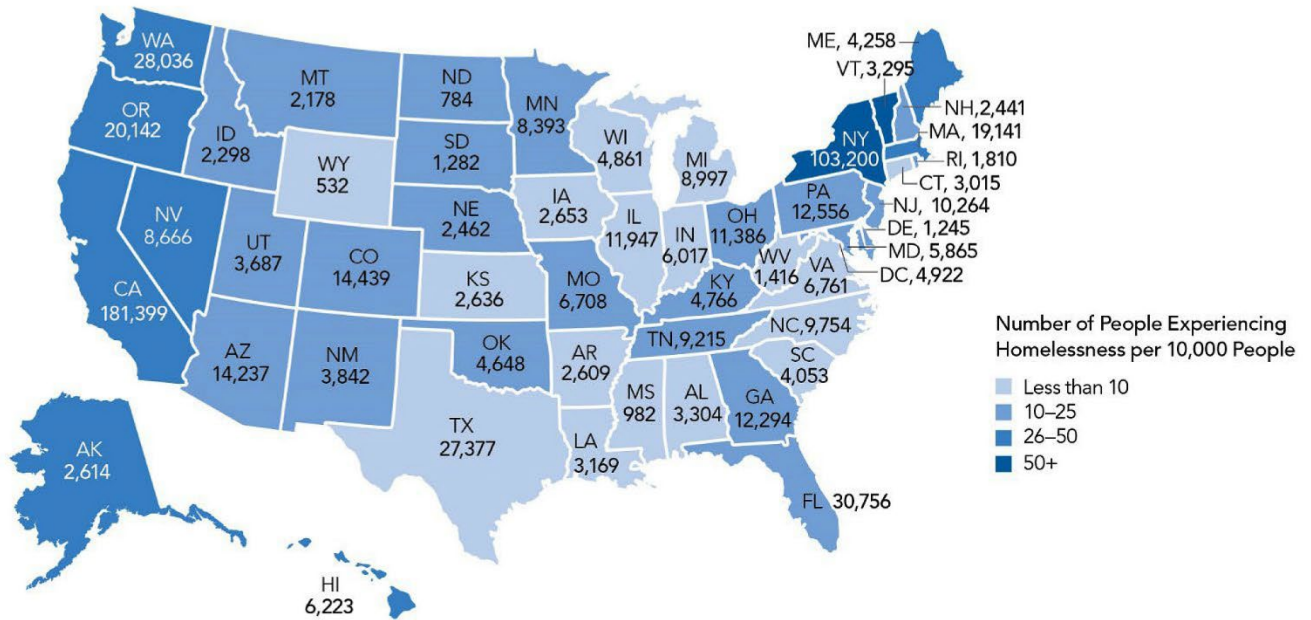 WA
28,036
OR
20,142
CA
181,399
NV
8,666
ID
2,298
MT
2,178
WY
532
UT
3,687
CO
14,439
AZ
14,237
NM
3,842
ND
784
SD
1,282
NE
2,462
KS
2,636
OK
4,648
TX
27,377
MN
8,393
IA
2,653
MO
6,708
AR
2,609
LA
3,169
WI
4,861
IL
11,947
MI
8,997
IN
6,017
OH
11,386
KY
4,766
TN, 9,215
MS
982
AL
3,304
GA
12,294
FL 30,756
SC
4,053
NC, 9,754
VA
6,761
WV
1,416
PA
12,556
NY
103,200
ME, 4,258
VT, 3,295
NH, 2,441
MA, 19,141
RI, 1,810
CT, 3,015
NJ, 10,264
DE, 1,245
MD, 5,865
DC, 4,922
AK
2,614
HI
6,223
Number of People Experiencing
Homelessness per 10,000 People
Less than 10
10–25
26–50
50+